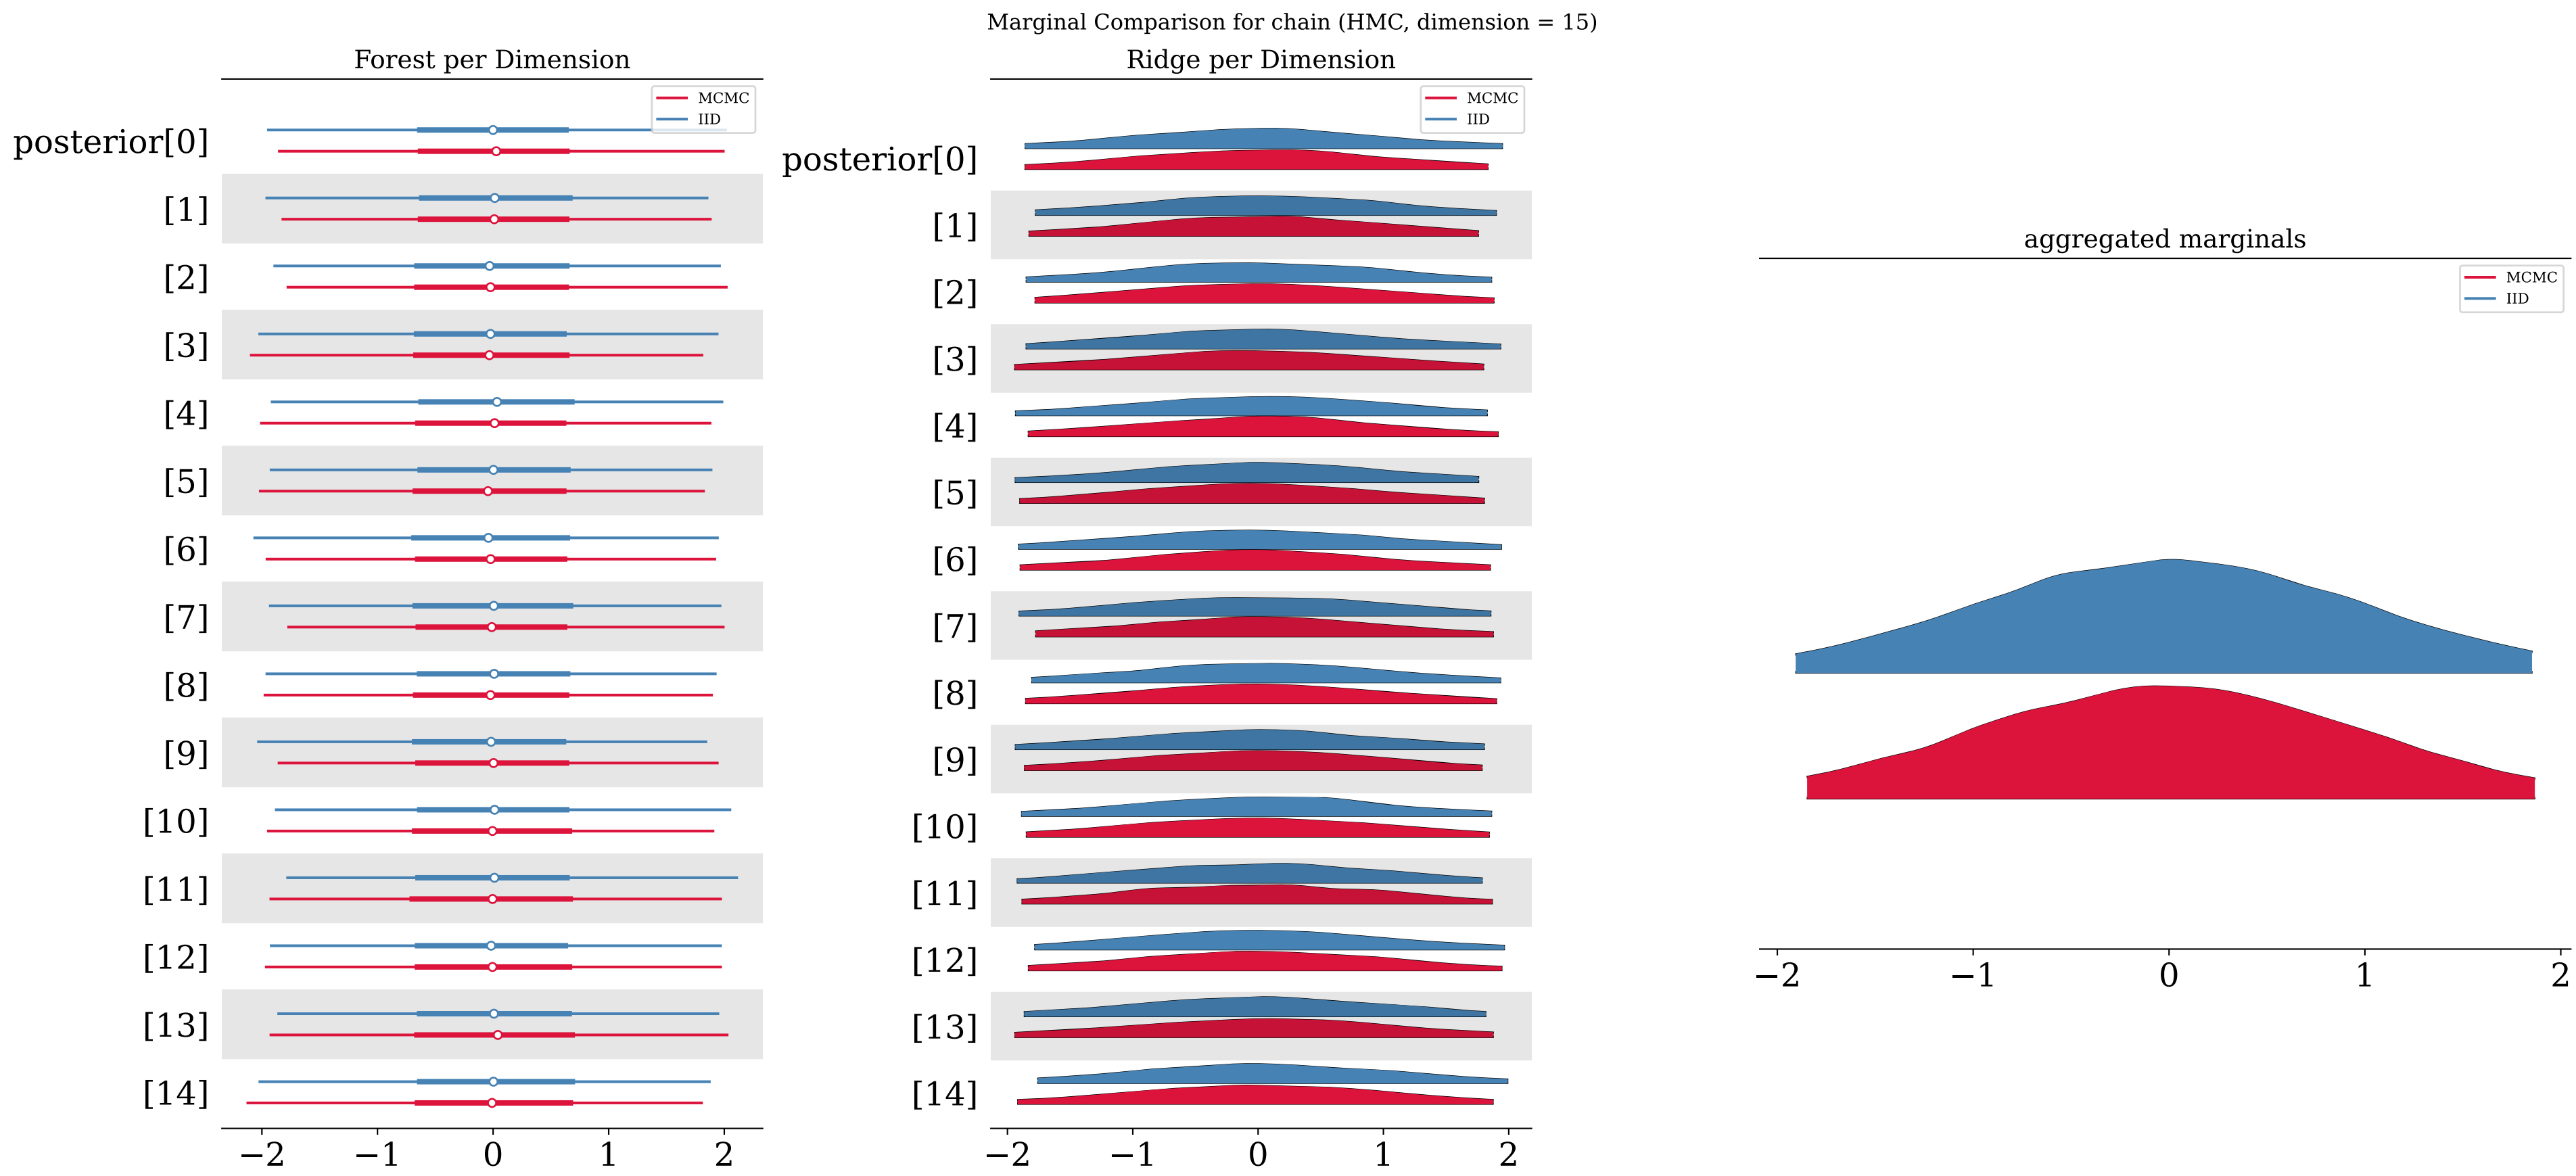 Marginal Comparison for chain (HMC, dimension = 15)
Forest per Dimension
MCMC
IID
posterior[0]
[1]
[2]
[3]
[4]
[5]
[6]
[7]
[8]
[9]
[10]
[11]
[12]
[13]
[14]
−2 −1 0 1 2
Ridge per Dimension
MCMC
IID
posterior[0]
[1]
[2]
[3]
[4]
[5]
[6]
[7]
[8]
[9]
[10]
[11]
[12]
[13]
[14]
−2 −1 0 1 2
aggregated marginals
MCMC
IID
−2 −1 0 1 2